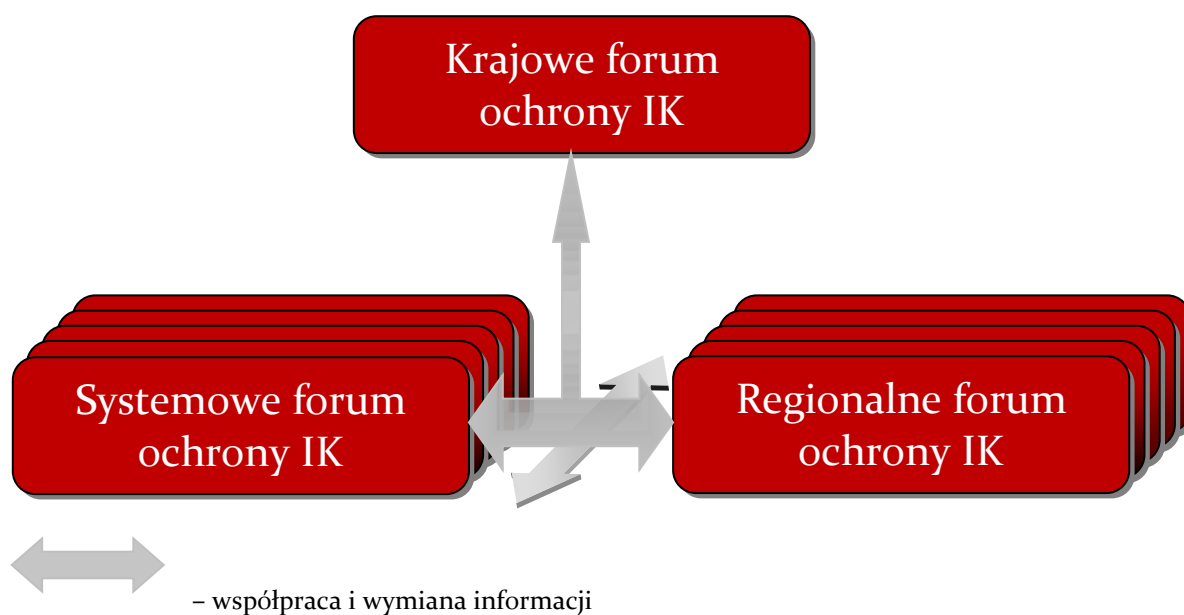 Krajowe forum
ochrony IK
Systemowe forum
ochrony IK
Regionalne forum
ochrony IK
– współpraca i wymiana informacji